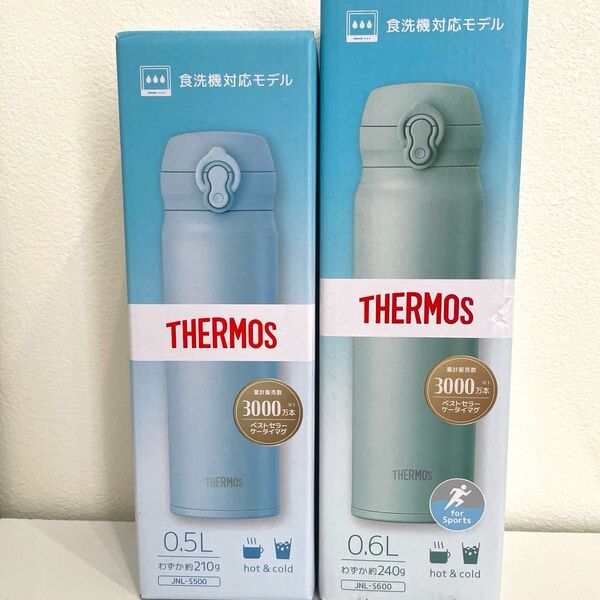 食洗機対応モデル
THERMOS
累計販売数
3000万本※1
ベストセラー
ケータイマグ
THERMOS
0.5L
わずか約210g
hot & cold
JNL-S500
食洗機対応モデル
THERMOS
累計販売数
3000万本※1
ベストセラー
ケータイマグ
THERMOS
for
Sports
0.6L
わずか約240g
hot & cold
JNL-S600